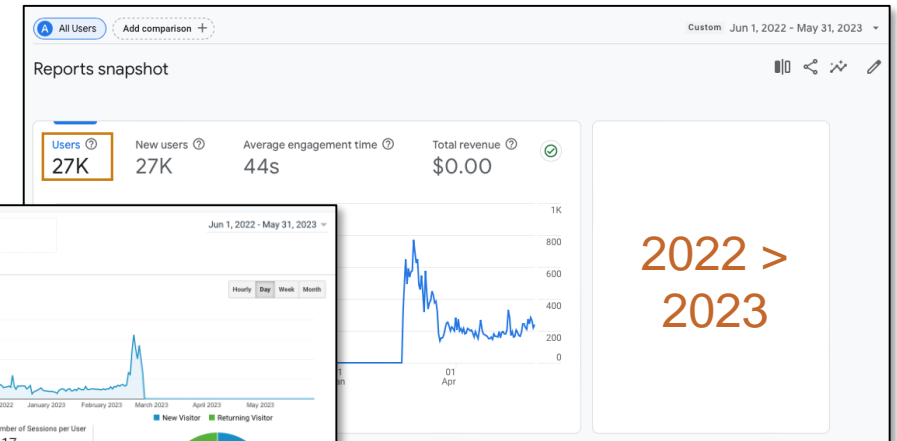 A All Users Add comparison + Custom Jun 1, 2022 - May 31, 2023
Reports snapshot
Users New users Average engagement time Total revenue
27K 27K 44s $0.00
1K
800
600
400
200
0
01
Apr
2022 >
2023
Jun 1, 2022 - May 31, 2023
Hourly Day Week Month
2022 January 2023 February 2023 March 2023 April 2023 May 2023
New Visitor Returning Visitor
of Sessions per User